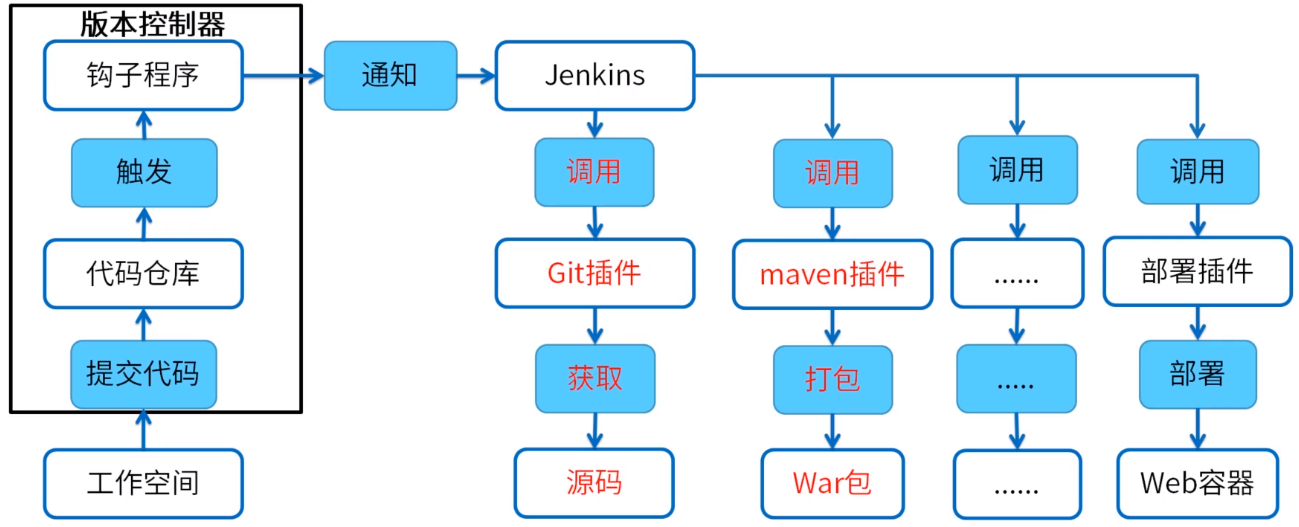 版本控制器
钩子程序
通知
Jenkins
触发
调用
调用
调用
调用
代码仓库
Git插件
maven插件
......
部署插件
提交代码
获取
打包
.....
部署
工作空间
源码
War包
......
Web容器